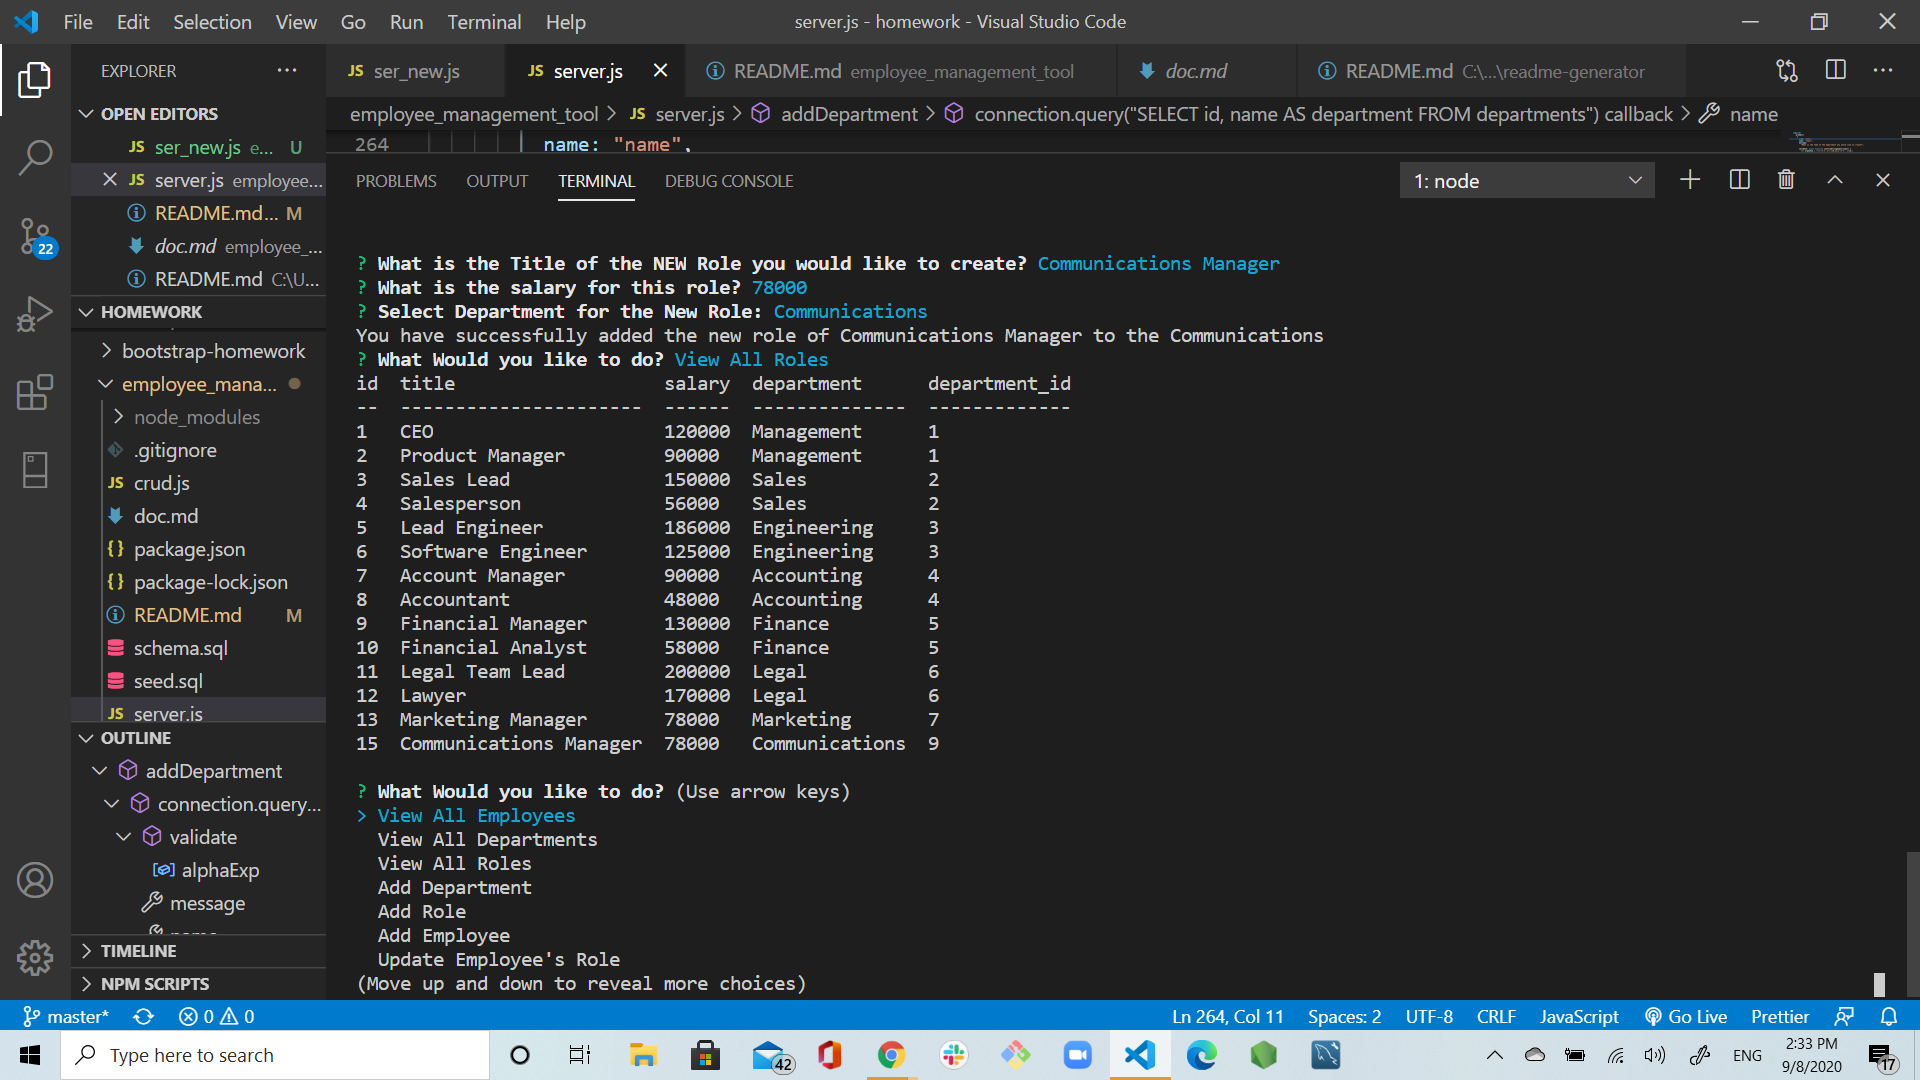 File Edit Selection View Go Run Terminal Help
server.js - homework - Visual Studio Code
EXPLORER
JS ser_new.js
JS server.js
README.md employee_management_tool
doc.md
README.md C:\...\readme-generator
OPEN EDITORS
JS ser_new.js e... U
JS server.js employee...
README.md... M
doc.md employee_...
README.md C:\U...
HOMEWORK
bootstrap-homework
employee_mana...
node_modules
.gitignore
JS crud.js
doc.md
{} package.json
{} package-lock.json
README.md M
schema.sql
seed.sql
JS server.js
OUTLINE
addDepartment
connection.query...
validate
alphaExp
message
name
TIMELINE
NPM SCRIPTS
22
employee_management_tool > JS server.js > addDepartment > connection.query("SELECT id, name AS department FROM departments") callback > name
264 name: "name",
PROBLEMS OUTPUT TERMINAL DEBUG CONSOLE
1: node
? What is the Title of the NEW Role you would like to create? Communications Manager
? What is the salary for this role? 78000
? Select Department for the New Role: Communications
You have successfully added the new role of Communications Manager to the Communications
? What Would you like to do? View All Roles
id title salary department department_id
-- ---------------------- ------ -------------- -------------
1 CEO 120000 Management 1
2 Product Manager 90000 Management 1
3 Sales Lead 150000 Sales 2
4 Salesperson 56000 Sales 2
5 Lead Engineer 186000 Engineering 3
6 Software Engineer 125000 Engineering 3
7 Account Manager 90000 Accounting 4
8 Accountant 48000 Accounting 4
9 Financial Manager 130000 Finance 5
10 Financial Analyst 58000 Finance 5
11 Legal Team Lead 200000 Legal 6
12 Lawyer 170000 Legal 6
13 Marketing Manager 78000 Marketing 7
15 Communications Manager 78000 Communications 9
? What Would you like to do? (Use arrow keys)
> View All Employees
View All Departments
View All Roles
Add Department
Add Role
Add Employee
Update Employee's Role
(Move up and down to reveal more choices)
master* 0 0
Ln 264, Col 11 Spaces: 2 UTF-8 CRLF JavaScript Go Live Prettier
Type here to search
42
ENG
2:33 PM
9/8/2020
17